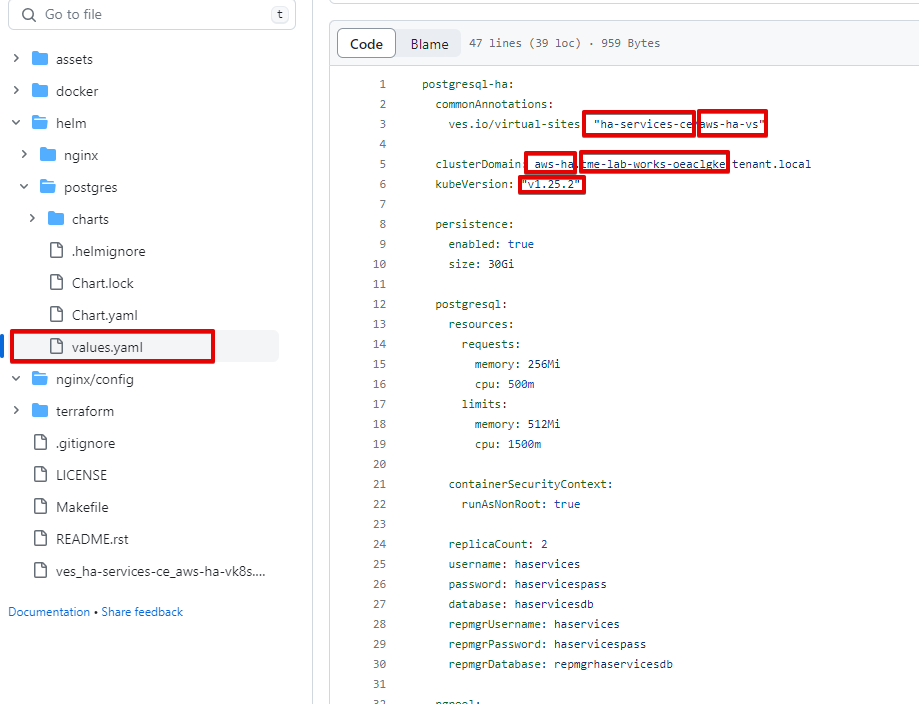 Go to file t
assets
docker
helm
nginx
postgres
charts
.helmignore
Chart.lock
Chart.yaml
values.yaml
nginx/config
terraform
.gitignore
LICENSE
Makefile
README.rst
ves_ha-services-ce_aws-ha-vk8s....
Documentation • Share feedback
Code Blame 47 lines (39 loc) · 959 Bytes
1 postgresql-ha:
2 commonAnnotations:
3 ves.io/virtual-sites: "ha-services-ce/aws-ha-vs"
4
5 clusterDomain: aws-ha.cme-lab-works-oeaclgke.tenant.local
6 kubeVersion: "v1.25.2"
7
8 persistence:
9 enabled: true
10 size: 30Gi
11
12 postgresql:
13 resources:
14 requests:
15 memory: 256Mi
16 cpu: 500m
17 limits:
18 memory: 512Mi
19 cpu: 1500m
20
21 containerSecurityContext:
22 runAsNonRoot: true
23
24 replicaCount: 2
25 username: haservices
26 password: haservicespass
27 database: haservicesdb
28 repmgrUsername: haservices
29 repmgrPassword: haservicespass
30 repmgrDatabase: repmgrhaservicesdb
31
32 pgpool: